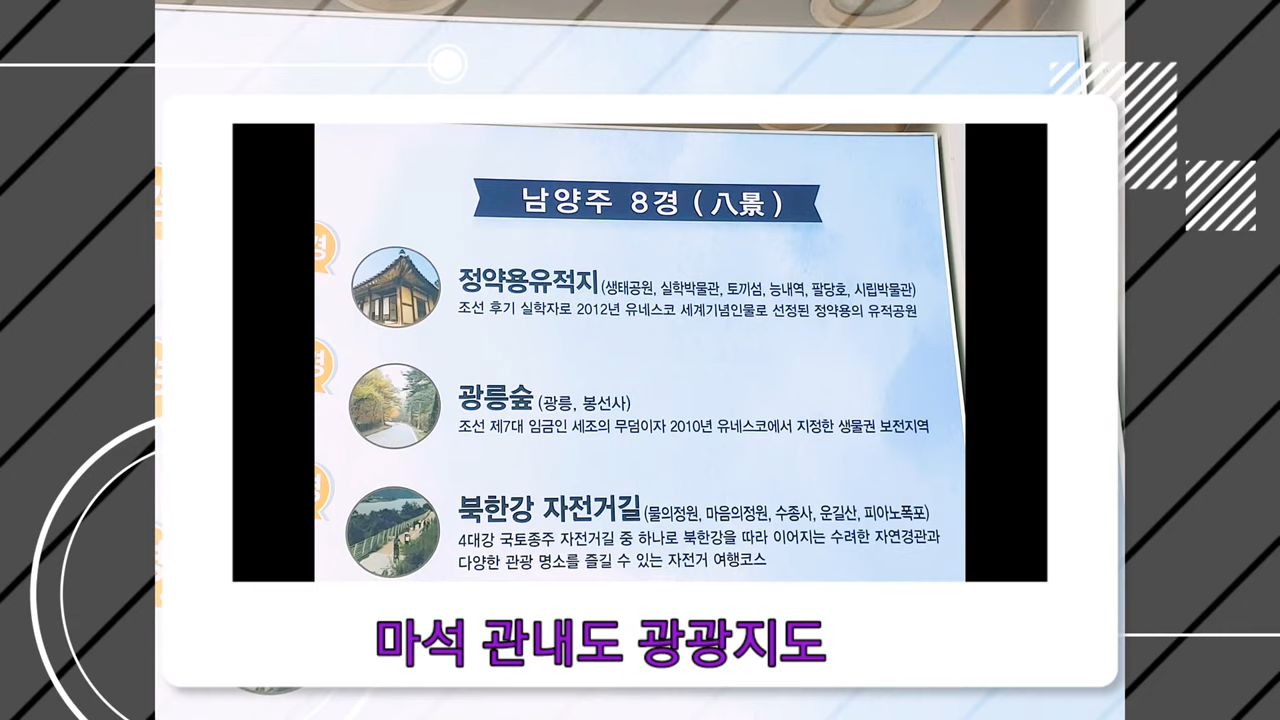 남양주 8경 (八景)
경
정약용유적지 (생태공원, 실학박물관, 토끼섬, 능내역, 팔당호, 시립박물관)
조선 후기 실학자로 2012년 유네스코 세계기념인물로 선정된 정약용의 유적공원
경
광릉숲 (광릉, 봉선사)
조선 제7대 임금인 세조의 무덤이자 2010년 유네스코에서 지정한 생물권 보전지역
경
북한강 자전거길 (물의정원, 마음의정원, 수종사, 운길산, 피아노폭포)
4대강 국토종주 자전거길 중 하나로 북한강을 따라 이어지는 수려한 자연경관과
다양한 관광 명소를 즐길 수 있는 자전거 여행코스
마석 관내도 광광지도